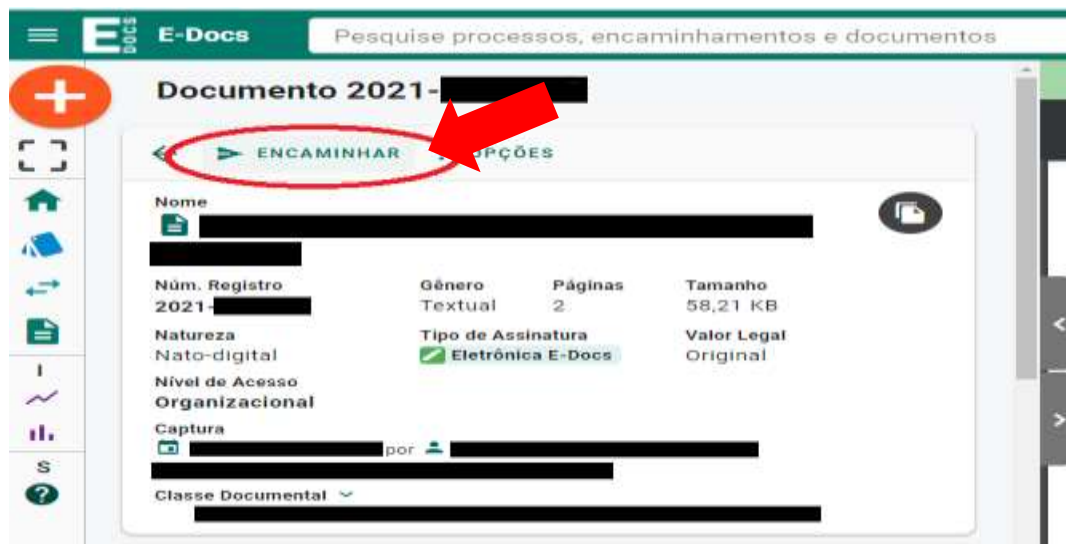 E DOCS E-Docs Pesquise processos, encaminhamentos e documentos
Documento 2021-
ENCAMINHAR OPÇÕES
Nome
Núm. Registro Gênero Páginas Tamanho
2021- Textual 2 58,21 KB
Natureza Tipo de Assinatura Valor Legal
Nato-digital Eletrônica E-Docs Original
Nível de Acesso
Organizacional
Captura
por
Classe Documental
I
S